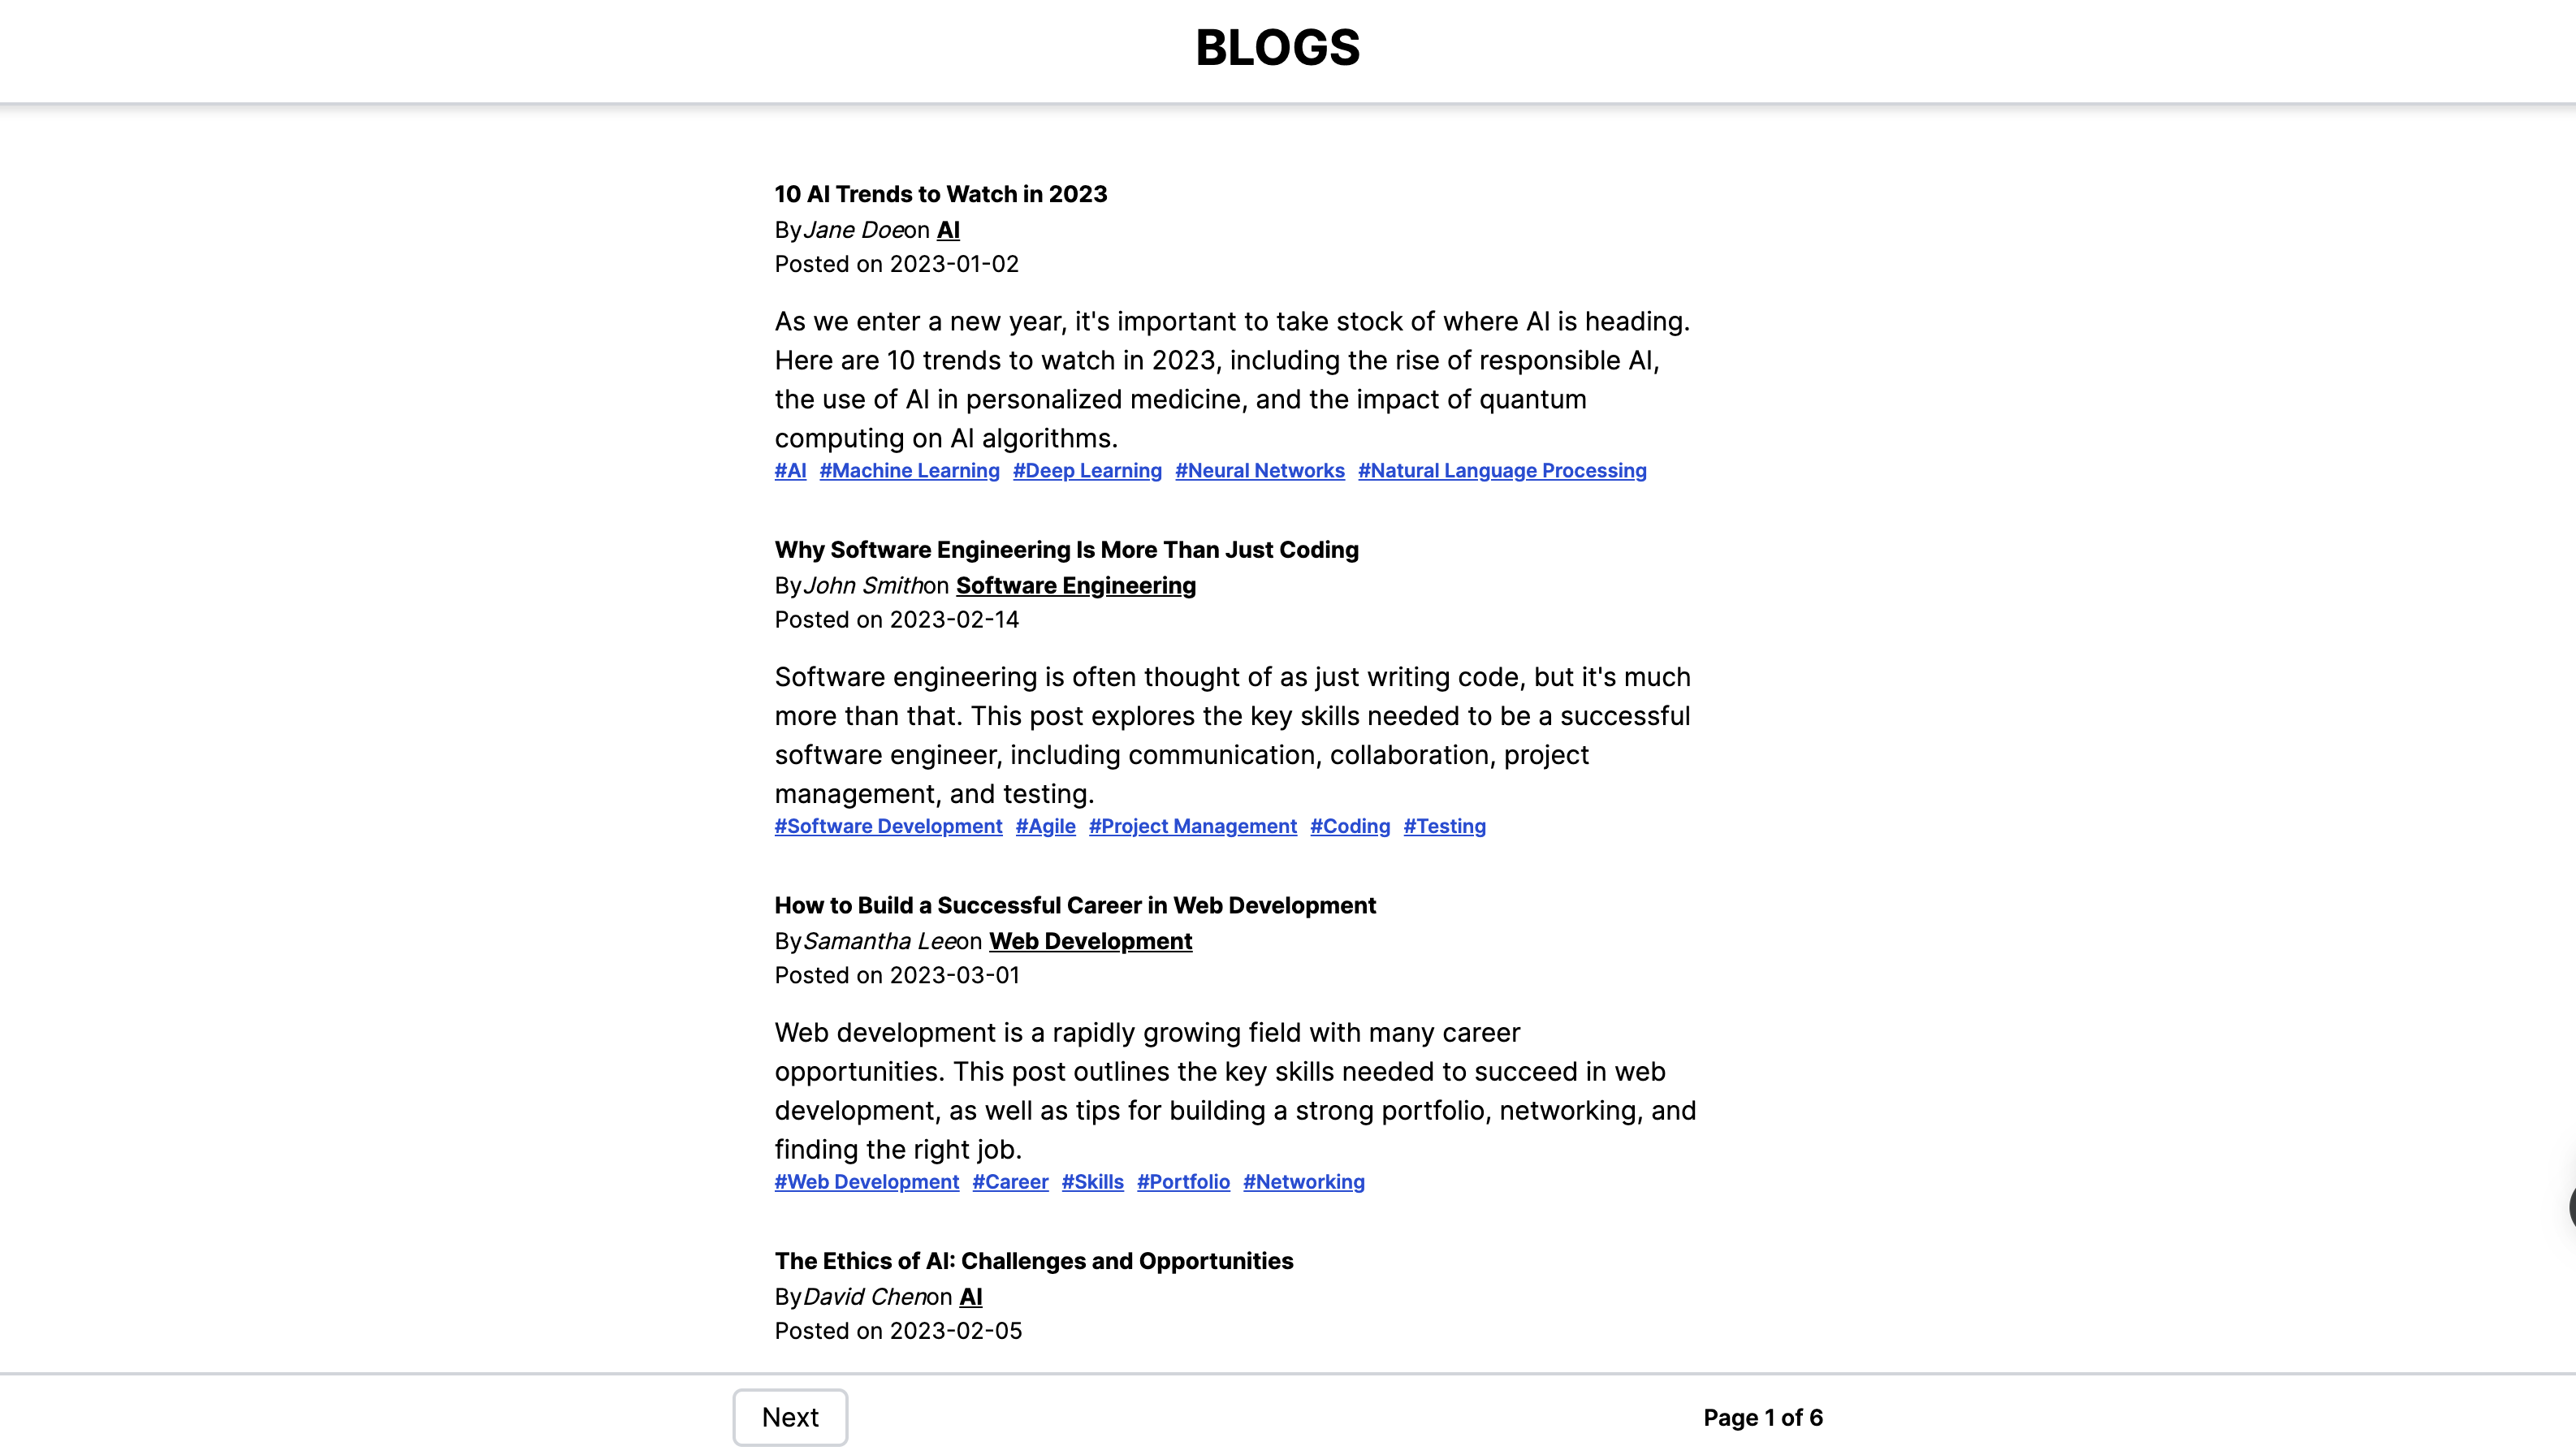 BLOGS
10 AI Trends to Watch in 2023
ByJane Doeon AI
Posted on 2023-01-02
As we enter a new year, it's important to take stock of where AI is heading.
Here are 10 trends to watch in 2023, including the rise of responsible AI,
the use of AI in personalized medicine, and the impact of quantum
computing on AI algorithms.
#AI #Machine Learning #Deep Learning #Neural Networks #Natural Language Processing
Why Software Engineering Is More Than Just Coding
ByJohn Smithon Software Engineering
Posted on 2023-02-14
Software engineering is often thought of as just writing code, but it's much
more than that. This post explores the key skills needed to be a successful
software engineer, including communication, collaboration, project
management, and testing.
#Software Development #Agile #Project Management #Coding #Testing
How to Build a Successful Career in Web Development
BySamantha Leeon Web Development
Posted on 2023-03-01
Web development is a rapidly growing field with many career
opportunities. This post outlines the key skills needed to succeed in web
development, as well as tips for building a strong portfolio, networking, and
finding the right job.
#Web Development #Career #Skills #Portfolio #Networking
The Ethics of AI: Challenges and Opportunities
ByDavid Chenon AI
Posted on 2023-02-05
Next
Page 1 of 6